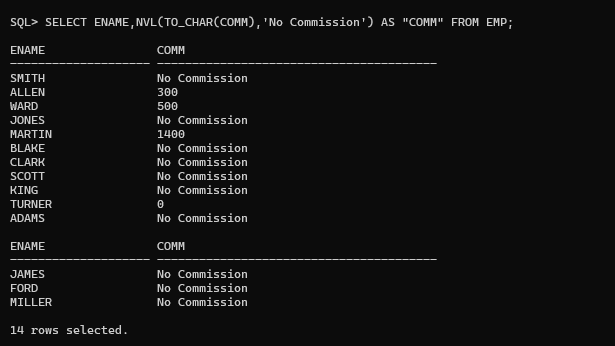 SQL> SELECT ENAME,NVL(TO_CHAR(COMM),'No Commission') AS "COMM" FROM EMP;
ENAME                COMM
-------------------- ----------------------------------------
SMITH                No Commission
ALLEN                300
WARD                 500
JONES                No Commission
MARTIN               1400
BLAKE                No Commission
CLARK                No Commission
SCOTT                No Commission
KING                 No Commission
TURNER               0
ADAMS                No Commission
ENAME                COMM
-------------------- ----------------------------------------
JAMES                No Commission
FORD                 No Commission
MILLER               No Commission
14 rows selected.